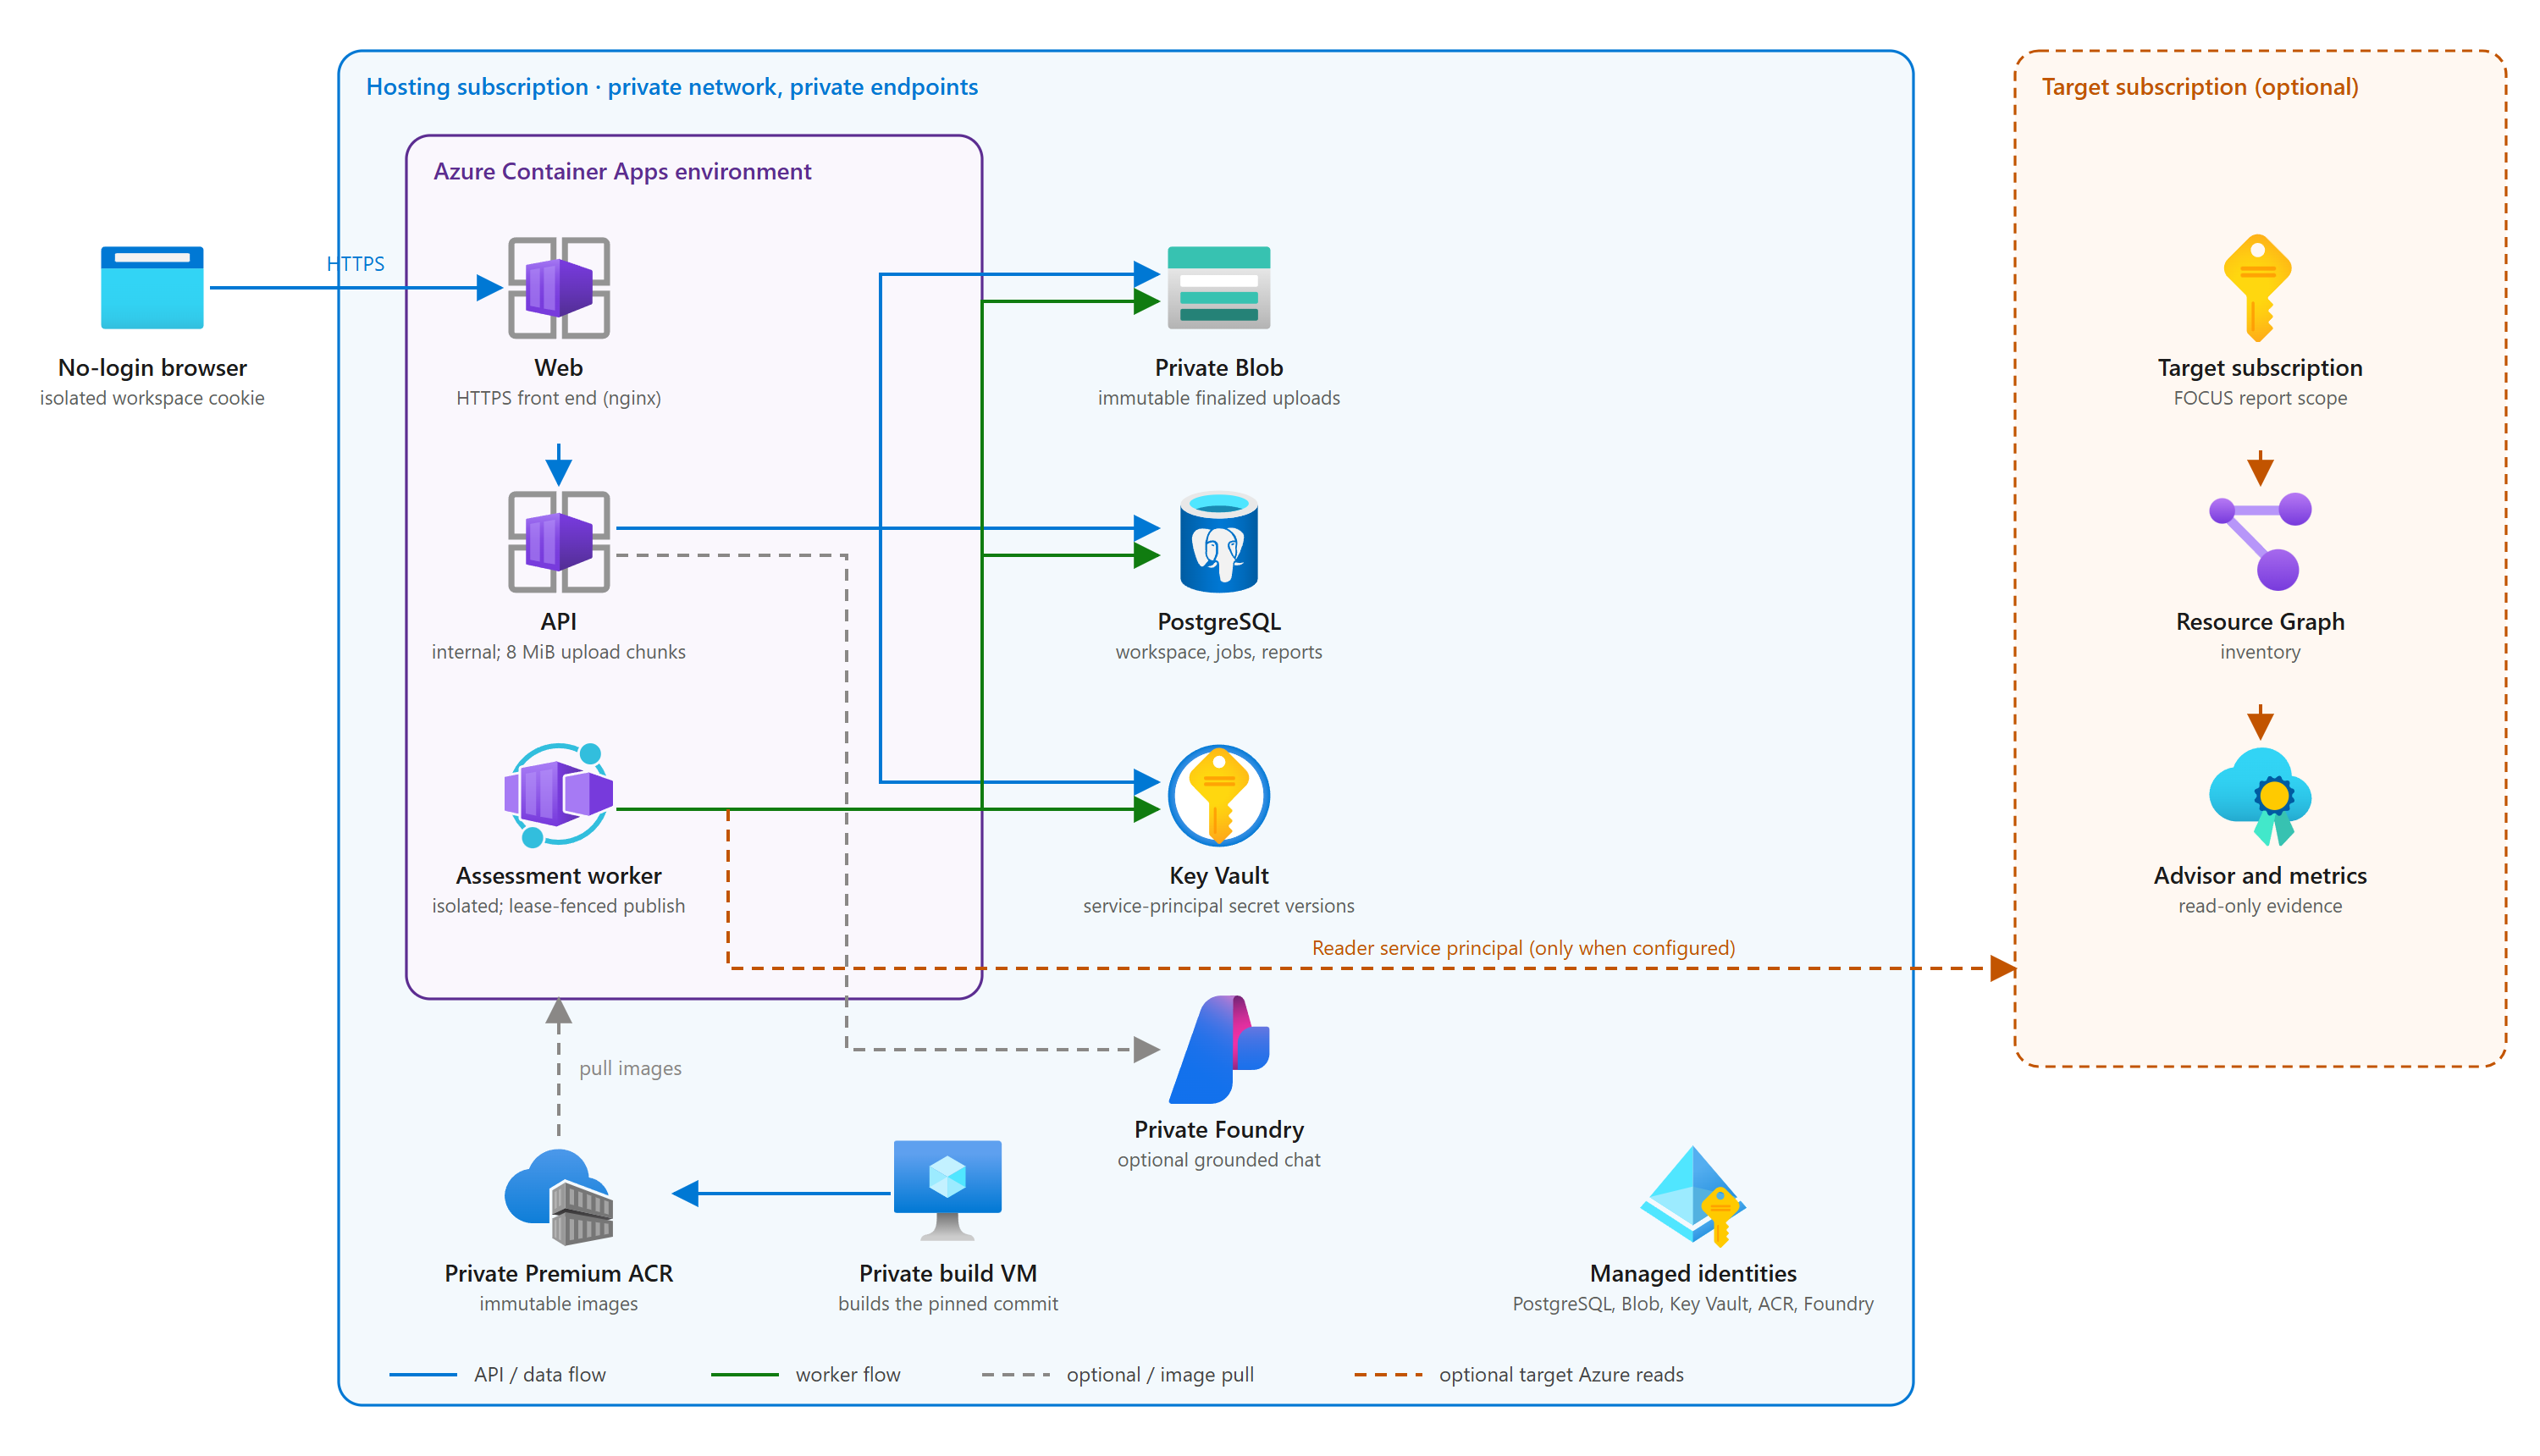 Hosting subscription · private network, private endpoints
Target subscription (optional)
Azure Container Apps environment
HTTPS
No-login browser
isolated workspace cookie
Web
HTTPS front end (nginx)
Private Blob
immutable finalized uploads
Target subscription
FOCUS report scope
API
internal; 8 MiB upload chunks
PostgreSQL
workspace, jobs, reports
Resource Graph
inventory
Assessment worker
isolated; lease-fenced publish
Key Vault
service-principal secret versions
Advisor and metrics
read-only evidence
Reader service principal (only when configured)
pull images
Private Foundry
optional grounded chat
Private Premium ACR
immutable images
Private build VM
builds the pinned commit
Managed identities
PostgreSQL, Blob, Key Vault, ACR, Foundry
API / data flow
worker flow
optional / image pull
optional target Azure reads